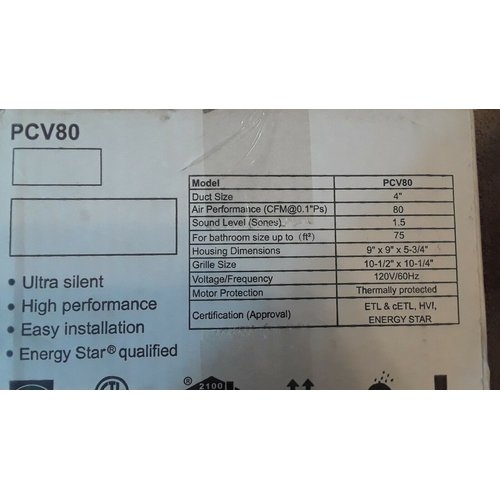 PCV80
Model PCV80
Duct Size 4"
Air Performance (CFM@0.1"Ps) 80
Sound Level (Sones) 1.5
For bathroom size up to (ft²) 75
Housing Dimensions 9" x 9" x 5-3/4"
Grille Size 10-1/2" x 10-1/4"
Voltage/Frequency 120V/60Hz
Motor Protection Thermally protected
Certification (Approval) ETL & cETL, HVI,
ENERGY STAR
• Ultra silent
• High performance
• Easy installation
• Energy Star® qualified
® 2100